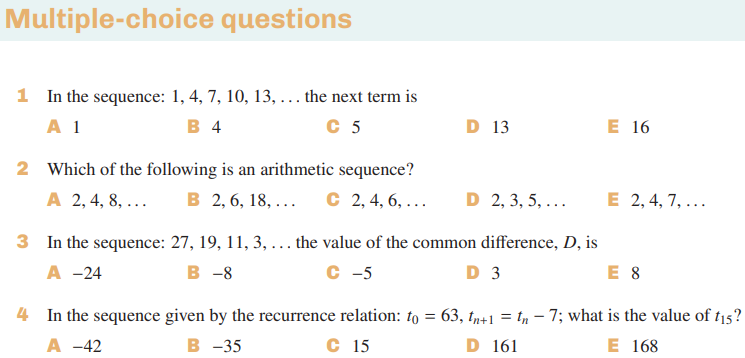 Multiple-choice questions
1 In the sequence: 1, 4, 7, 10, 13, . . . the next term is
A 1 B 4 C 5 D 13 E 16
2 Which of the following is an arithmetic sequence?
A 2, 4, 8, . . . B 2, 6, 18, . . . C 2, 4, 6, . . . D 2, 3, 5, . . . E 2, 4, 7, . . .
3 In the sequence: 27, 19, 11, 3, . . . the value of the common difference, D, is
A −24 B −8 C −5 D 3 E 8
4 In the sequence given by the recurrence relation: t₀ = 63, tₙ₊₁ = tₙ − 7; what is the value of t₁₅?
A −42 B −35 C 15 D 161 E 168